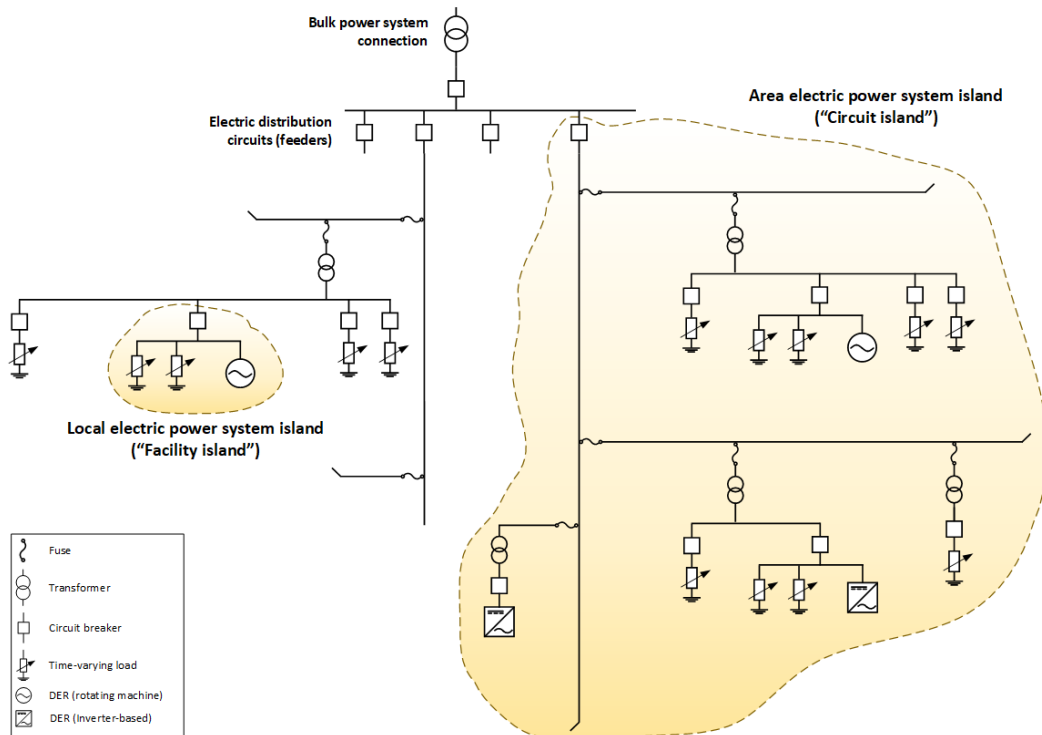 Bulk power system
connection
Area electric power system island
(“Circuit island”)
Electric distribution
circuits (feeders)
Local electric power system island
(“Facility island”)
Fuse
Transformer
Circuit breaker
Time-varying load
DER (rotating machine)
DER (Inverter-based)